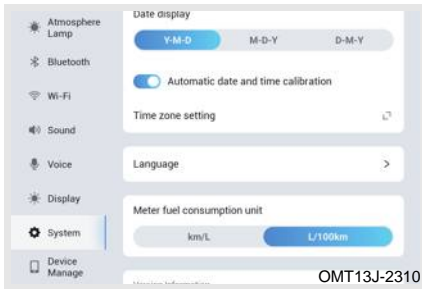 Atmosphere
Lamp
Bluetooth
Wi-Fi
Sound
Voice
Display
System
Device
Manage
Date display
Y-M-D M-D-Y D-M-Y
Automatic date and time calibration
Time zone setting
Language
Meter fuel consumption unit
km/L L/100km
OMT13J-2310